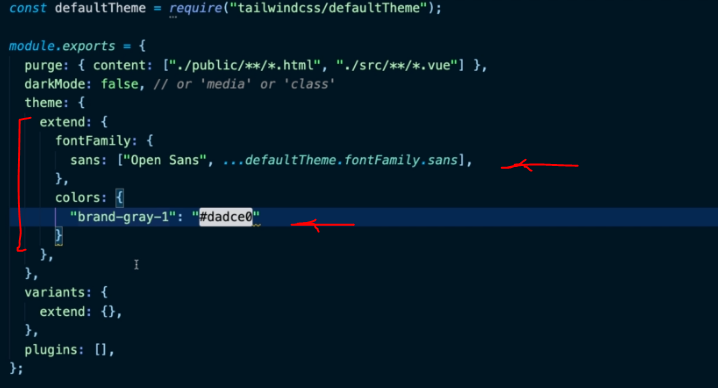 const defaultTheme = require("tailwindcss/defaultTheme");
module.exports = {
purge: { content: ["./public/**/*.html", "./src/**/*.vue"] },
darkMode: false, // or 'media' or 'class'
theme: {
extend: {
fontFamily: {
sans: ["Open Sans", ...defaultTheme.fontFamily.sans],
},
colors: {
"brand-gray-1": "#dadce0"
}
},
},
variants: {
extend: {},
},
plugins: [],
};